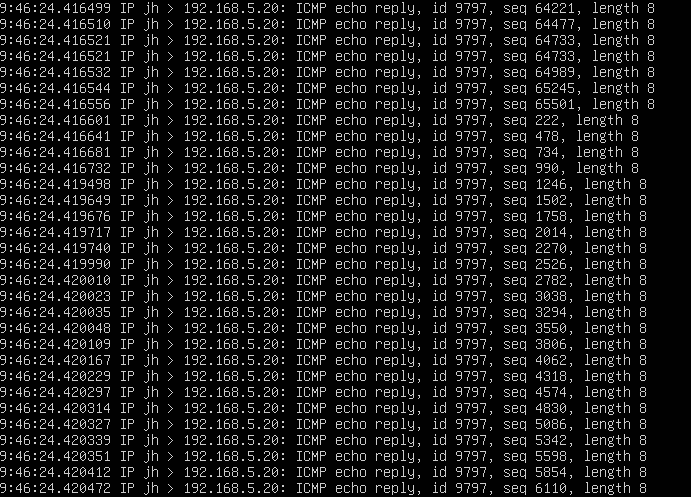 9:46:24.416499 IP jh > 192.168.5.20: ICMP echo reply, id 9797, seq 64221, length 8
9:46:24.416510 IP jh > 192.168.5.20: ICMP echo reply, id 9797, seq 64477, length 8
9:46:24.416521 IP jh > 192.168.5.20: ICMP echo reply, id 9797, seq 64733, length 8
9:46:24.416521 IP jh > 192.168.5.20: ICMP echo reply, id 9797, seq 64733, length 8
9:46:24.416532 IP jh > 192.168.5.20: ICMP echo reply, id 9797, seq 64989, length 8
9:46:24.416544 IP jh > 192.168.5.20: ICMP echo reply, id 9797, seq 65245, length 8
9:46:24.416556 IP jh > 192.168.5.20: ICMP echo reply, id 9797, seq 65501, length 8
9:46:24.416601 IP jh > 192.168.5.20: ICMP echo reply, id 9797, seq 222, length 8
9:46:24.416641 IP jh > 192.168.5.20: ICMP echo reply, id 9797, seq 478, length 8
9:46:24.416681 IP jh > 192.168.5.20: ICMP echo reply, id 9797, seq 734, length 8
9:46:24.416732 IP jh > 192.168.5.20: ICMP echo reply, id 9797, seq 990, length 8
9:46:24.419498 IP jh > 192.168.5.20: ICMP echo reply, id 9797, seq 1246, length 8
9:46:24.419649 IP jh > 192.168.5.20: ICMP echo reply, id 9797, seq 1502, length 8
9:46:24.419676 IP jh > 192.168.5.20: ICMP echo reply, id 9797, seq 1758, length 8
9:46:24.419717 IP jh > 192.168.5.20: ICMP echo reply, id 9797, seq 2014, length 8
9:46:24.419740 IP jh > 192.168.5.20: ICMP echo reply, id 9797, seq 2270, length 8
9:46:24.419990 IP jh > 192.168.5.20: ICMP echo reply, id 9797, seq 2526, length 8
9:46:24.420010 IP jh > 192.168.5.20: ICMP echo reply, id 9797, seq 2782, length 8
9:46:24.420023 IP jh > 192.168.5.20: ICMP echo reply, id 9797, seq 3038, length 8
9:46:24.420035 IP jh > 192.168.5.20: ICMP echo reply, id 9797, seq 3294, length 8
9:46:24.420048 IP jh > 192.168.5.20: ICMP echo reply, id 9797, seq 3550, length 8
9:46:24.420109 IP jh > 192.168.5.20: ICMP echo reply, id 9797, seq 3806, length 8
9:46:24.420167 IP jh > 192.168.5.20: ICMP echo reply, id 9797, seq 4062, length 8
9:46:24.420229 IP jh > 192.168.5.20: ICMP echo reply, id 9797, seq 4318, length 8
9:46:24.420297 IP jh > 192.168.5.20: ICMP echo reply, id 9797, seq 4574, length 8
9:46:24.420314 IP jh > 192.168.5.20: ICMP echo reply, id 9797, seq 4830, length 8
9:46:24.420327 IP jh > 192.168.5.20: ICMP echo reply, id 9797, seq 5086, length 8
9:46:24.420339 IP jh > 192.168.5.20: ICMP echo reply, id 9797, seq 5342, length 8
9:46:24.420351 IP jh > 192.168.5.20: ICMP echo reply, id 9797, seq 5598, length 8
9:46:24.420412 IP jh > 192.168.5.20: ICMP echo reply, id 9797, seq 5854, length 8
9:46:24.420472 IP jh > 192.168.5.20: ICMP echo reply, id 9797, seq 6110, length 8